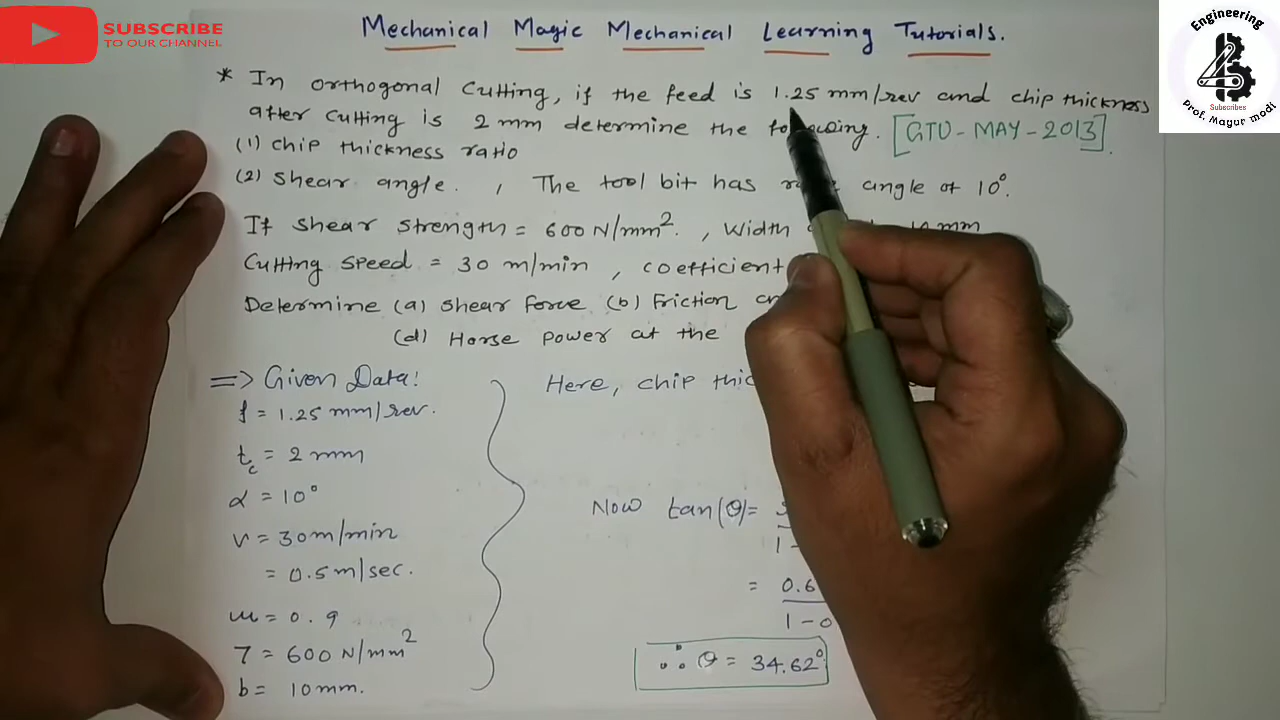 SUBSCRIBE
TO OUR CHANNEL
Mechanical Magic Mechanical Learning Tutorials.
Engineering
Subscribes
Prof. Mayur modi
* In orthogonal Cutting, if the feed is 1.25 mm/rev and chip thickness
after cutting is 2 mm determine the following. [GTU - MAY - 2013].
(1) chip thickness ratio
(2) Shear angle. , The tool bit has angle of 10°.
If shear strength = 600 N/mm². , Width mm
Cutting speed = 30 m/min , coefficient
Determine (a) Shear force (b) Friction
(d) Horse power at the
=> Given Data:
f = 1.25 mm/rev.
tc = 2 mm
α = 10°
v = 30 m/min
= 0.5 m/sec.
μ = 0.9
τ = 600 N/mm²
b = 10 mm.
Here, chip
Now tan(θ) =
1 -
= 0.6
1 - 0
∴ θ = 34.62°